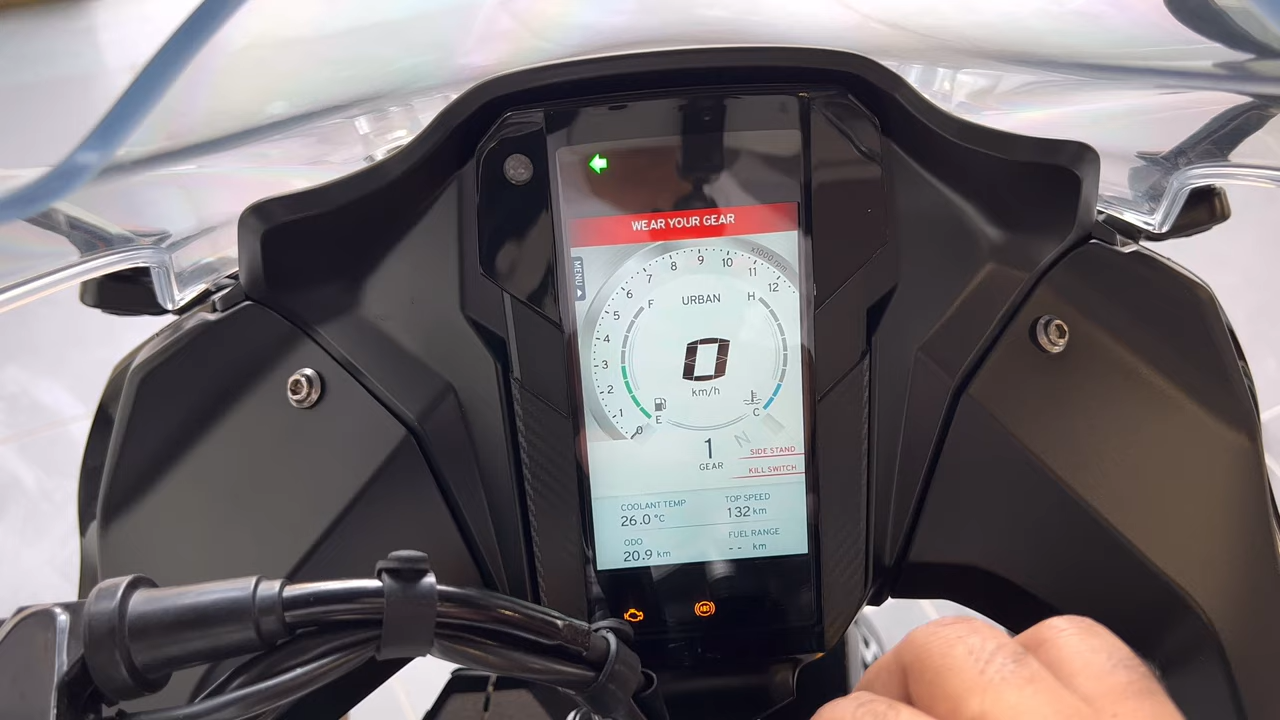 WEAR YOUR GEAR
MENU
x1000 rpm
0 1 2 3 4 5 6 7 8 9 10 11 12
F URBAN H
0
km/h
E C
1 N
GEAR
SIDE STAND
KILL SWITCH
COOLANT TEMP TOP SPEED
26.0 °C 132 km
ODO FUEL RANGE
20.9 km -- km
ABS